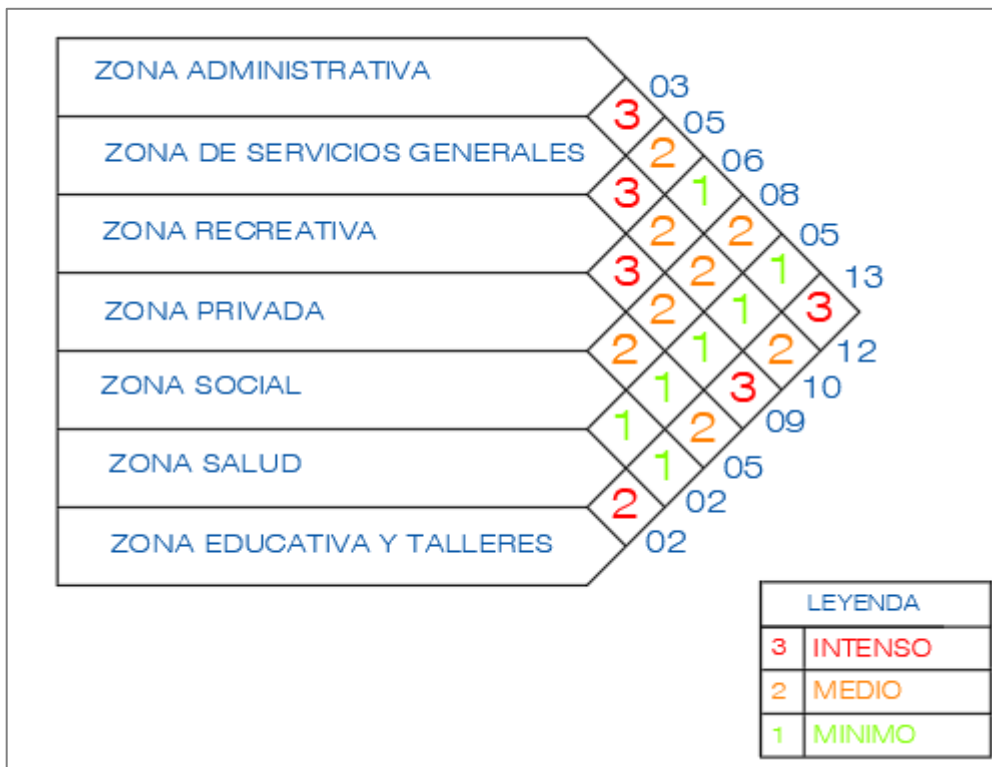 ZONA ADMINISTRATIVA
03
3 05
ZONA DE SERVICIOS GENERALES 2 06
3 1 08
ZONA RECREATIVA 2 2 05
3 2 1 13
ZONA PRIVADA 2 1 3
2 1 2 12
ZONA SOCIAL 1 3 10
1 2 09
ZONA SALUD 1 05
2 02
ZONA EDUCATIVA Y TALLERES 02
LEYENDA
3 INTENSO
2 MEDIO
1 MINIMO